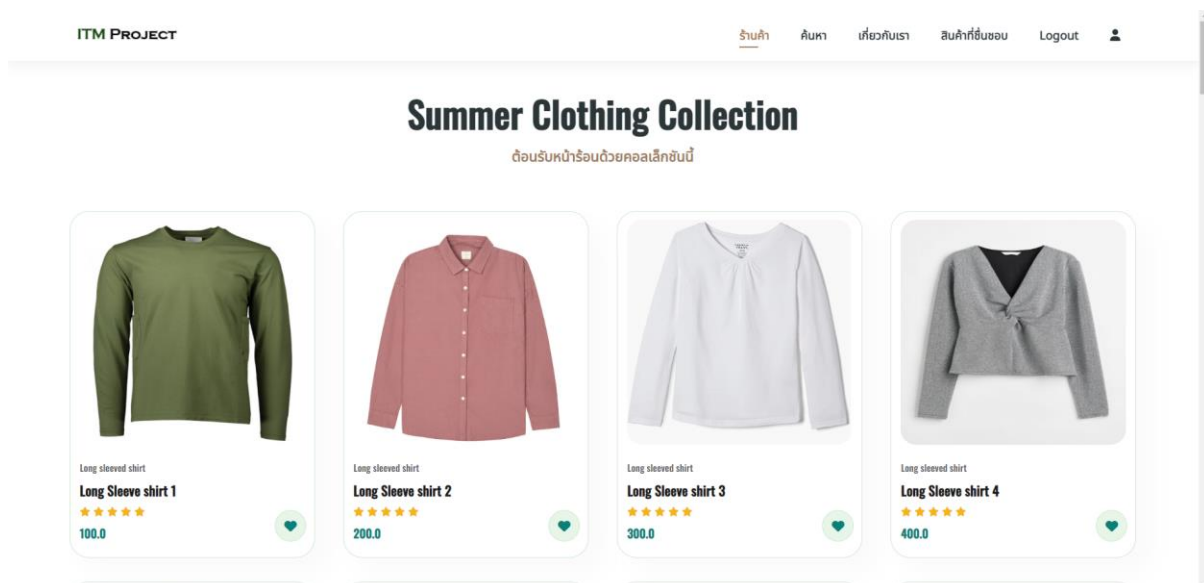 ITM PROJECT
ร้านค้า ค้นหา เกี่ยวกับเรา สินค้าที่ชื่นชอบ Logout
Summer Clothing Collection
ต้อนรับหน้าร้อนด้วยคอลเล็กชันนี้
Long sleeved shirt Long sleeved shirt Long sleeved shirt Long sleeved shirt
Long Sleeve shirt 1 Long Sleeve shirt 2 Long Sleeve shirt 3 Long Sleeve shirt 4
100.0 200.0 300.0 400.0